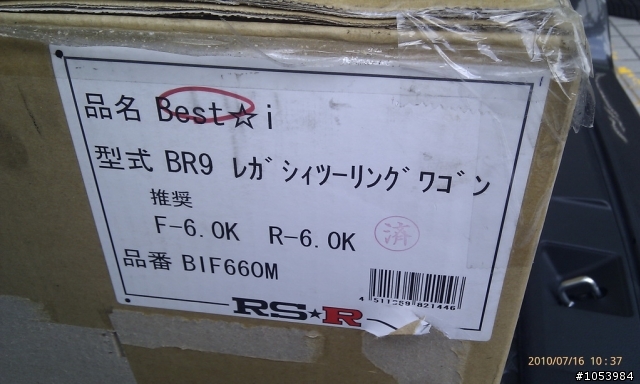 品名 Best☆i
型式 BR9 ﾚｶﾞｼｨﾂｰﾘﾝｸﾞﾜｺﾞﾝ
推奨
F-6.0K R-6.0K 済
品番 BIF660M
RS★R
2010/07/16 10:37
#1053984